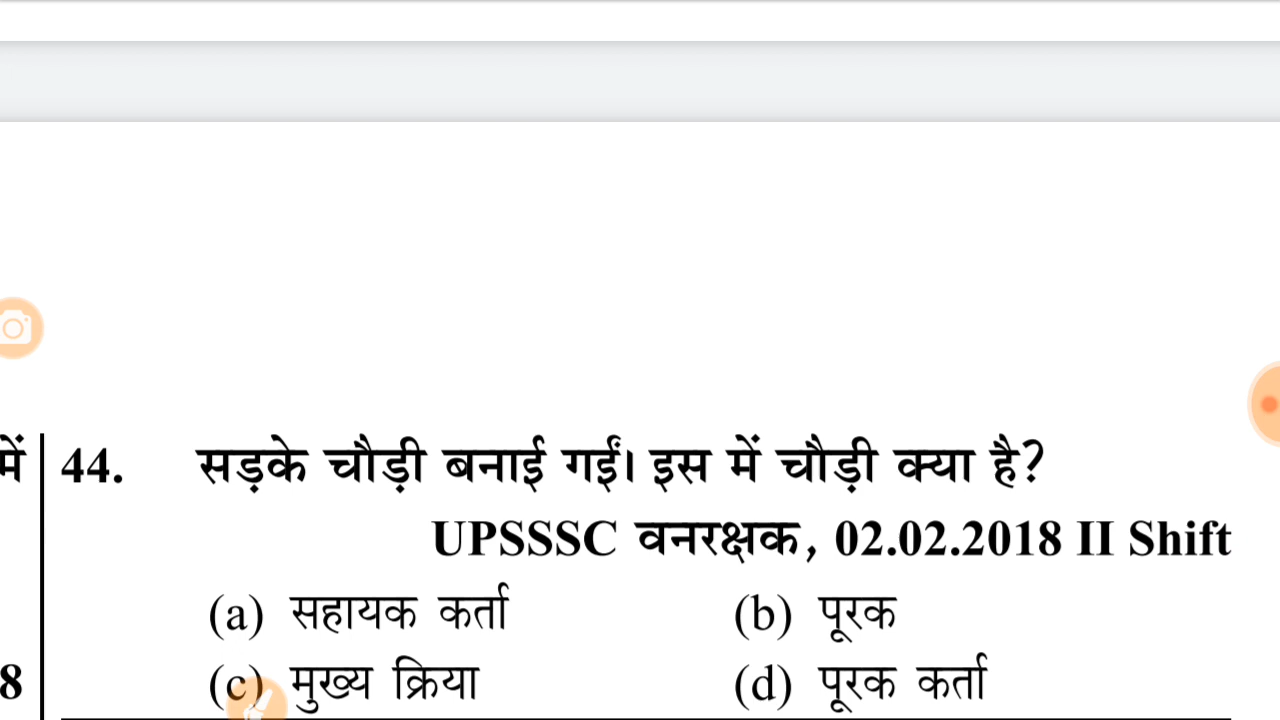 में
44. सड़के चौड़ी बनाई गईं। इस में चौड़ी क्या है?
UPSSSC वनरक्षक, 02.02.2018 II Shift
(a) सहायक कर्ता (b) पूरक
8
(c) मुख्य क्रिया (d) पूरक कर्ता